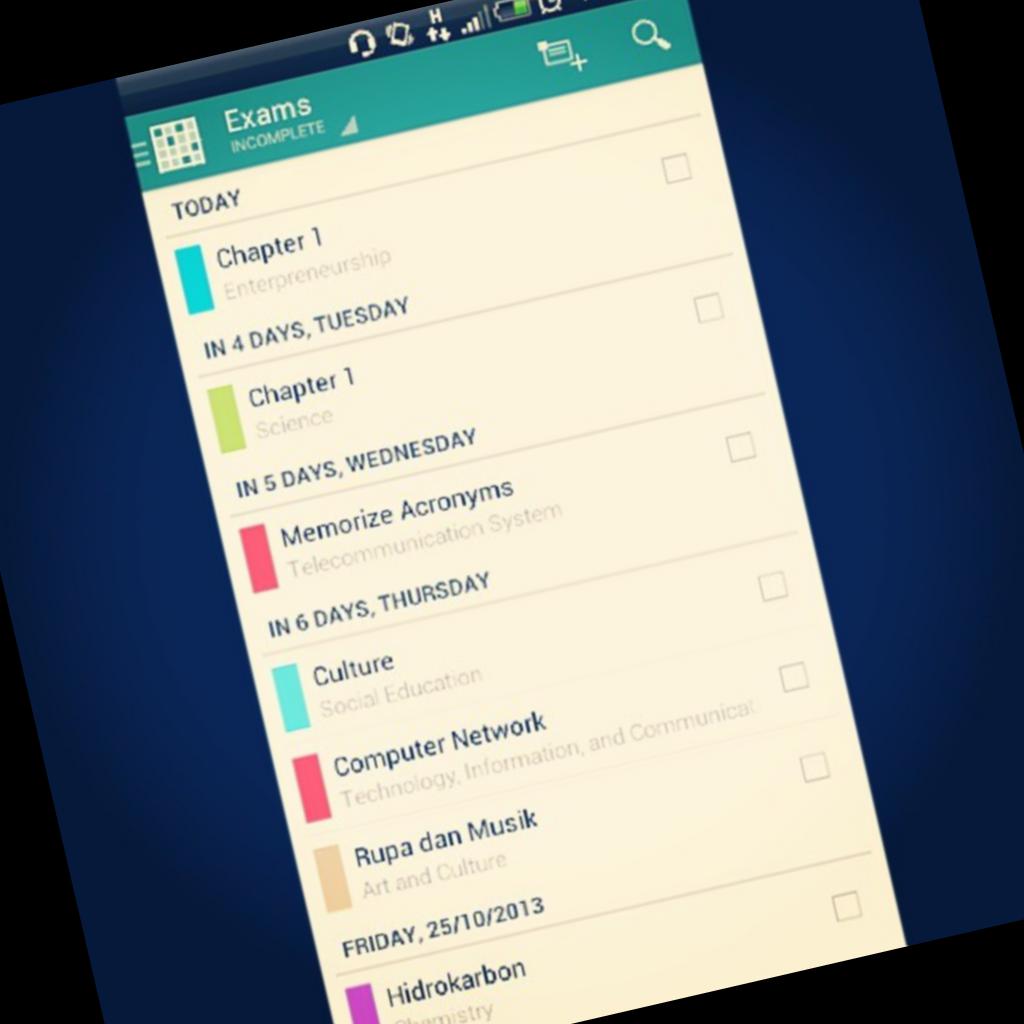 H
Exams
INCOMPLETE
TODAY
Chapter 1
Enterpreneurship
IN 4 DAYS, TUESDAY
Chapter 1
Science
IN 5 DAYS, WEDNESDAY
Memorize Acronyms
Telecommunication System
IN 6 DAYS, THURSDAY
Culture
Social Education
Computer Network
Technology, Information, and Communicat
Rupa dan Musik
Art and Culture
FRIDAY, 25/10/2013
Hidrokarbon
Chemistry